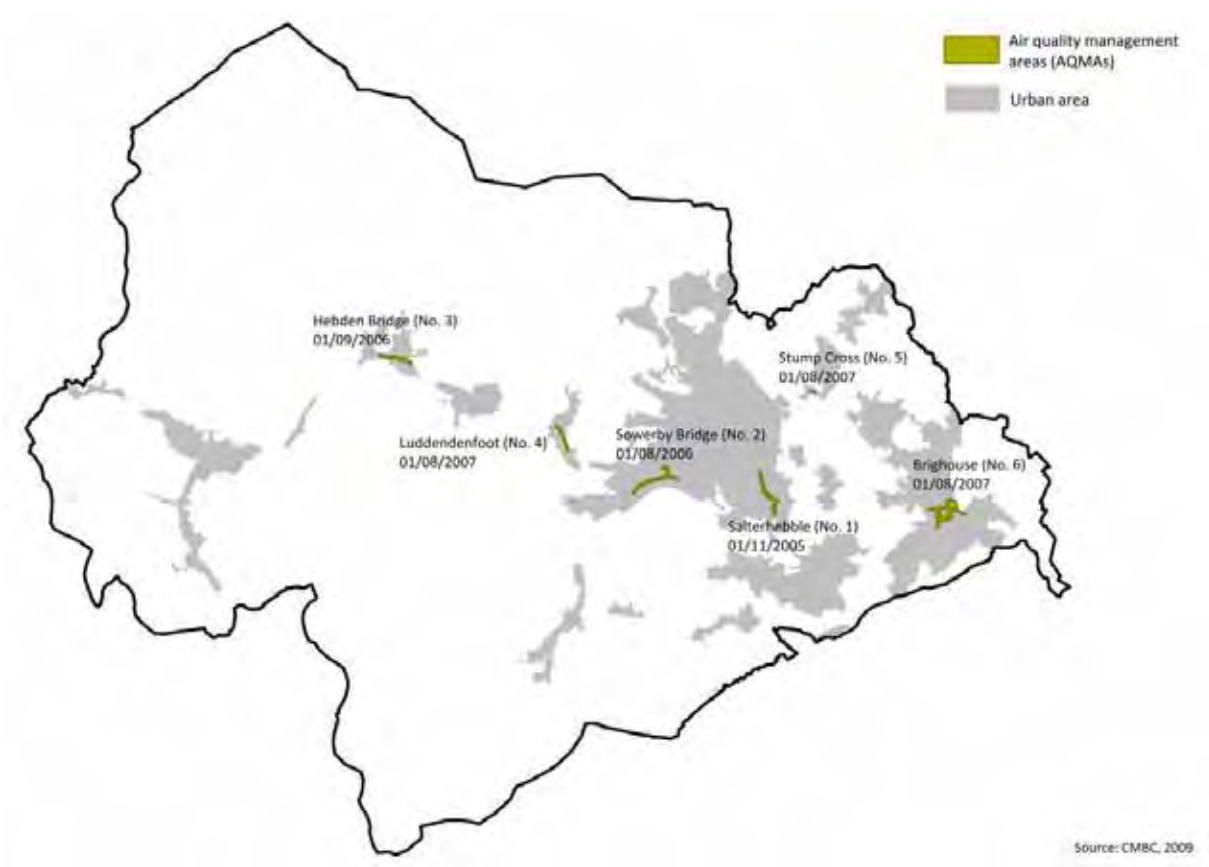 Air quality management
areas (AQMAs)
Urban area
Hebden Bridge (No. 3)
01/09/2006
Stump Cross (No. 5)
01/08/2007
Luddendenfoot (No. 4)
01/08/2007
Sowerby Bridge (No. 2)
01/08/2006
Brighouse (No. 6)
01/08/2007
Salterhebble (No. 1)
01/11/2005
Source: CMBC, 2009